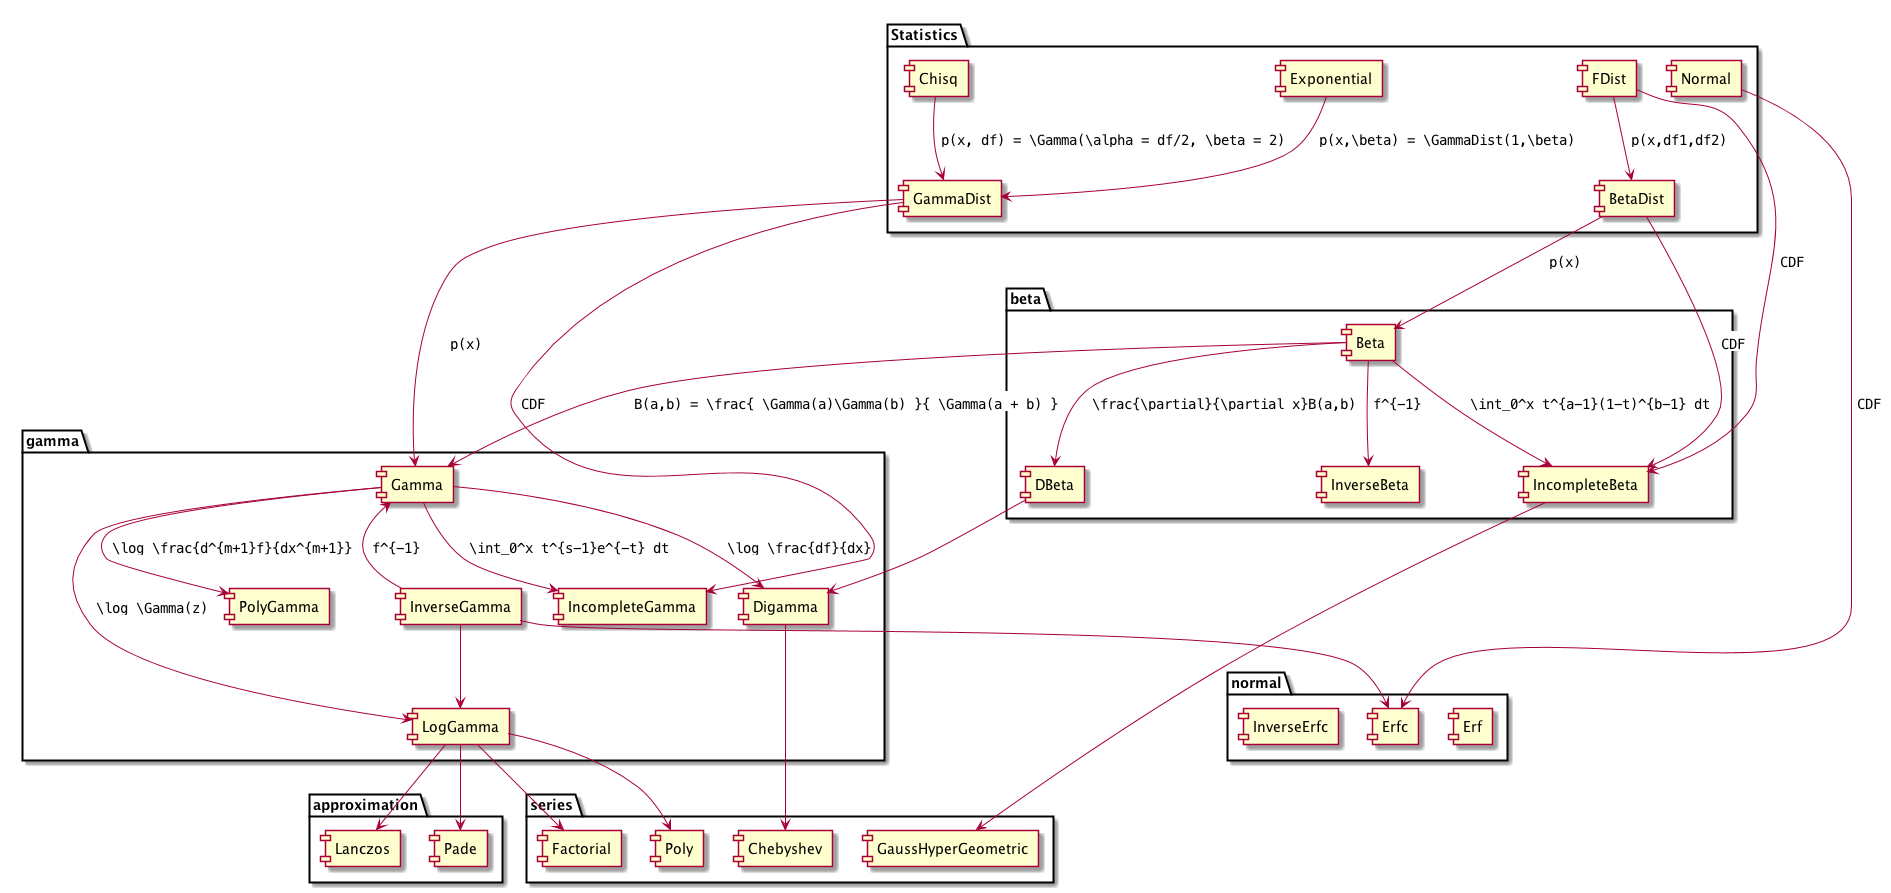 Statistics
Chisq
Exponential
FDist
Normal
p(x, df) = \Gamma(\alpha = df/2, \beta = 2)
p(x,\beta) = \GammaDist(1,\beta)
p(x,df1,df2)
GammaDist
BetaDist
p(x)
CDF
beta
Beta
p(x)
CDF
CDF
B(a,b) = \frac{ \Gamma(a)\Gamma(b) }{ \Gamma(a + b) }
\frac{\partial}{\partial x}B(a,b)
f^{-1}
\int_0^x t^{a-1}(1-t)^{b-1} dt
CDF
gamma
Gamma
DBeta
InverseBeta
IncompleteBeta
\log \frac{d^{m+1}f}{dx^{m+1}}
f^{-1}
\int_0^x t^{s-1}e^{-t} dt
\log \frac{df}{dx}
\log \Gamma(z)
PolyGamma
InverseGamma
IncompleteGamma
Digamma
normal
LogGamma
InverseErfc
Erfc
Erf
approximation
series
Lanczos
Pade
Factorial
Poly
Chebyshev
GaussHyperGeometric